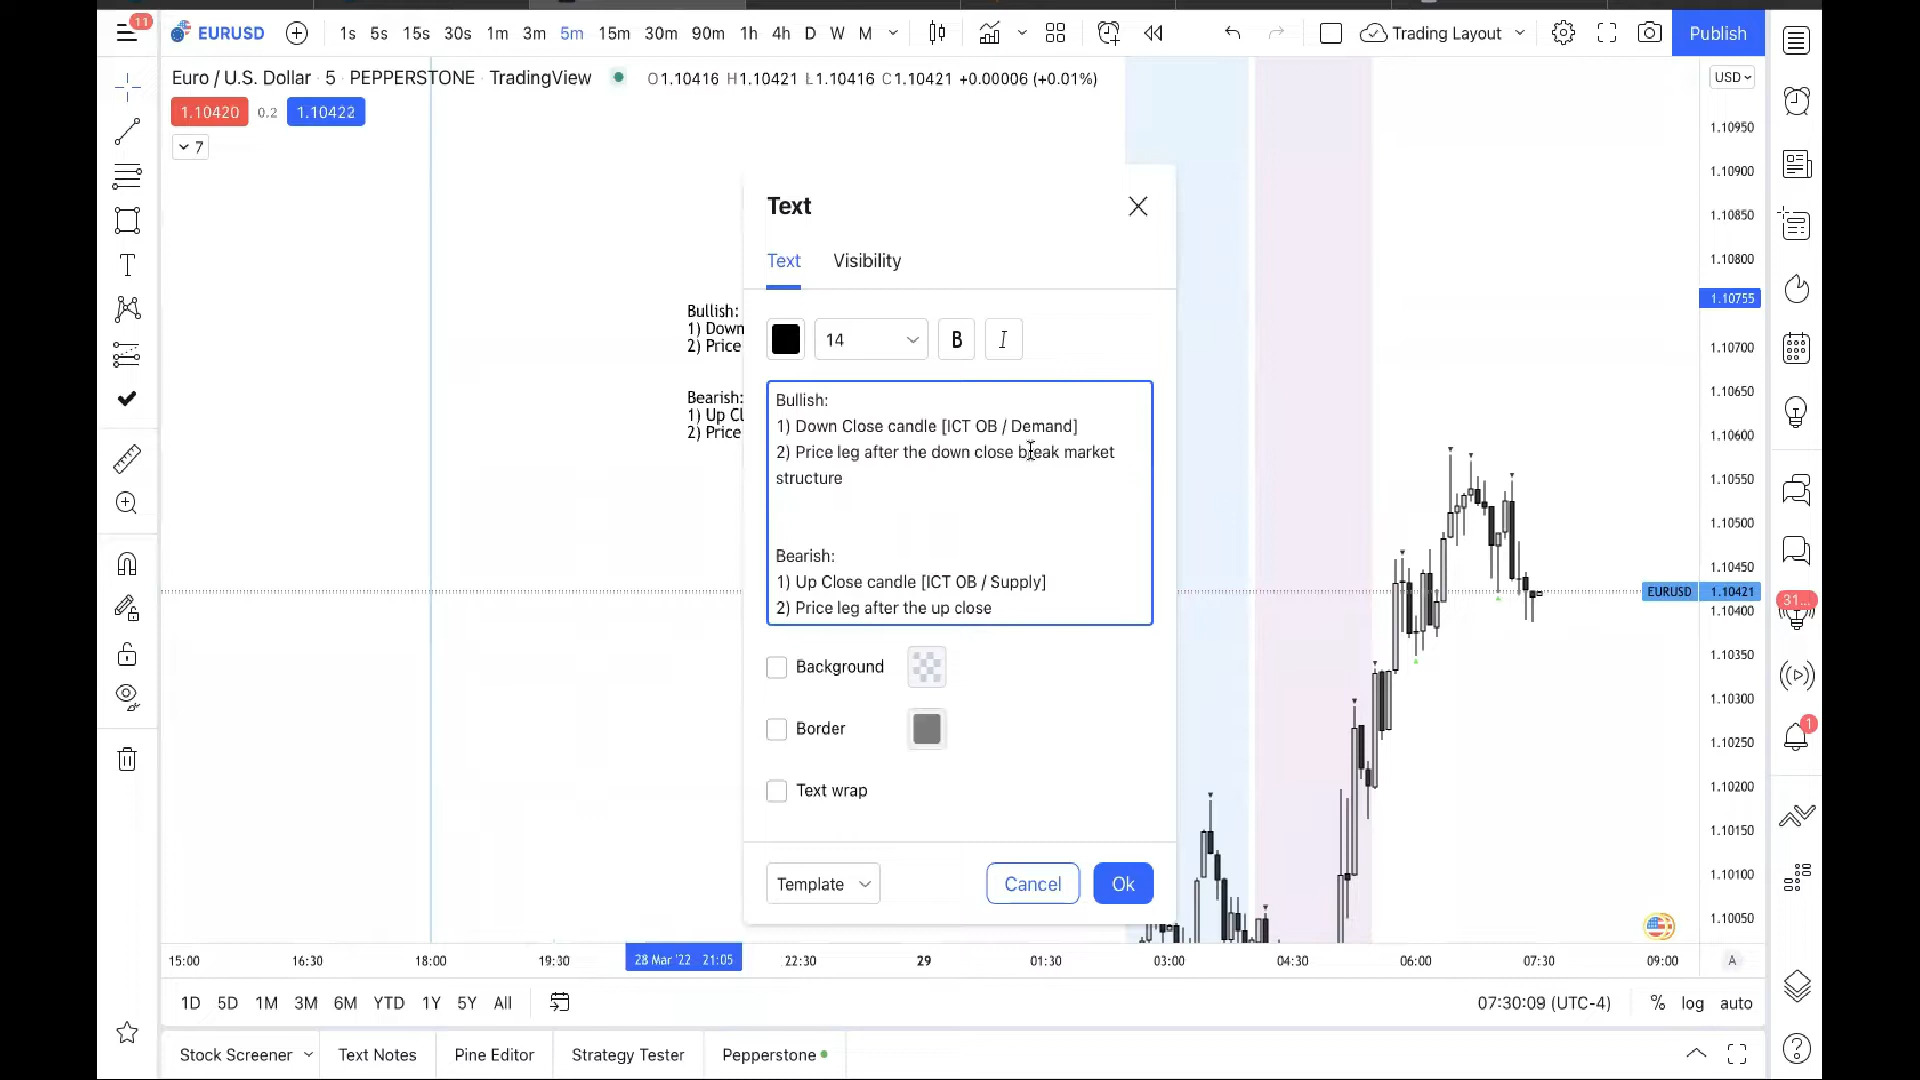 11
EURUSD
1s 5s 15s 30s 1m 3m 5m 15m 30m 90m 1h 4h D W M
Trading Layout
Publish
Euro / U.S. Dollar · 5 · PEPPERSTONE · TradingView
O1.10416 H1.10421 L1.10416 C1.10421 +0.00006 (+0.01%)
USD
1.10420 0.2 1.10422
7
1.10950
1.10900
1.10850
1.10800
1.10755
1.10700
1.10650
1.10600
1.10550
1.10500
1.10450
EURUSD 1.10421
1.10400
1.10350
1.10300
1.10250
1.10200
1.10150
1.10100
1.10050
31...
1
Bullish:
1) Down
2) Price
Bearish:
1) Up Cl
2) Price
Text
Text Visibility
14 B I
Bullish:
1) Down Close candle [ICT OB / Demand]
2) Price leg after the down close break market
structure
Bearish:
1) Up Close candle [ICT OB / Supply]
2) Price leg after the up close
Background
Border
Text wrap
Template Cancel Ok
15:00 16:30 18:00 19:30 28 Mar '22 21:05 22:30 29 01:30 03:00 04:30 06:00 07:30 09:00 A
1D 5D 1M 3M 6M YTD 1Y 5Y All
07:30:09 (UTC-4) % log auto
Stock Screener Text Notes Pine Editor Strategy Tester Pepperstone